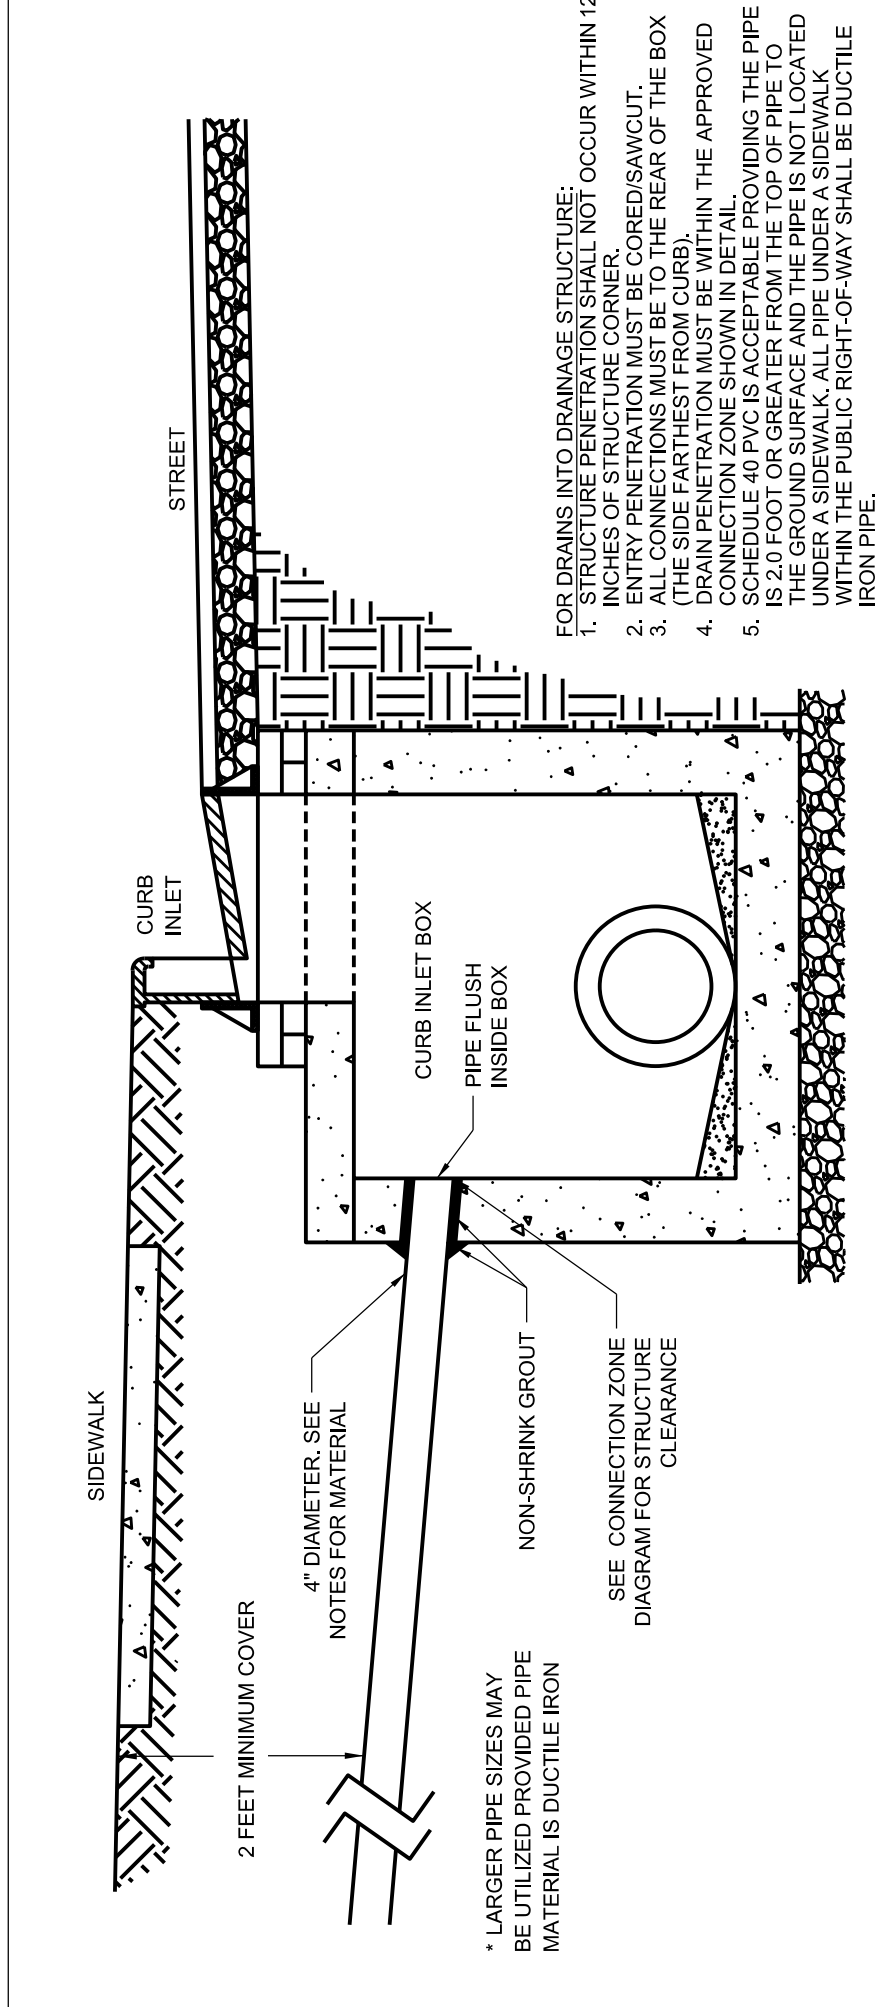 SIDEWALK
CURB
INLET
STREET
2 FEET MINIMUM COVER
4" DIAMETER. SEE
NOTES FOR MATERIAL
CURB INLET BOX
PIPE FLUSH
INSIDE BOX
NON-SHRINK GROUT
SEE CONNECTION ZONE
DIAGRAM FOR STRUCTURE
CLEARANCE
* LARGER PIPE SIZES MAY
BE UTILIZED PROVIDED PIPE
MATERIAL IS DUCTILE IRON
FOR DRAINS INTO DRAINAGE STRUCTURE:
1. STRUCTURE PENETRATION SHALL NOT OCCUR WITHIN 12
INCHES OF STRUCTURE CORNER.
2. ENTRY PENETRATION MUST BE CORED/SAWCUT.
3. ALL CONNECTIONS MUST BE TO THE REAR OF THE BOX
(THE SIDE FARTHEST FROM CURB).
4. DRAIN PENETRATION MUST BE WITHIN THE APPROVED
CONNECTION ZONE SHOWN IN DETAIL.
5. SCHEDULE 40 PVC IS ACCEPTABLE PROVIDING THE PIPE
IS 2.0 FOOT OR GREATER FROM THE TOP OF PIPE TO
THE GROUND SURFACE AND THE PIPE IS NOT LOCATED
UNDER A SIDEWALK. ALL PIPE UNDER A SIDEWALK
WITHIN THE PUBLIC RIGHT-OF-WAY SHALL BE DUCTILE
IRON PIPE.